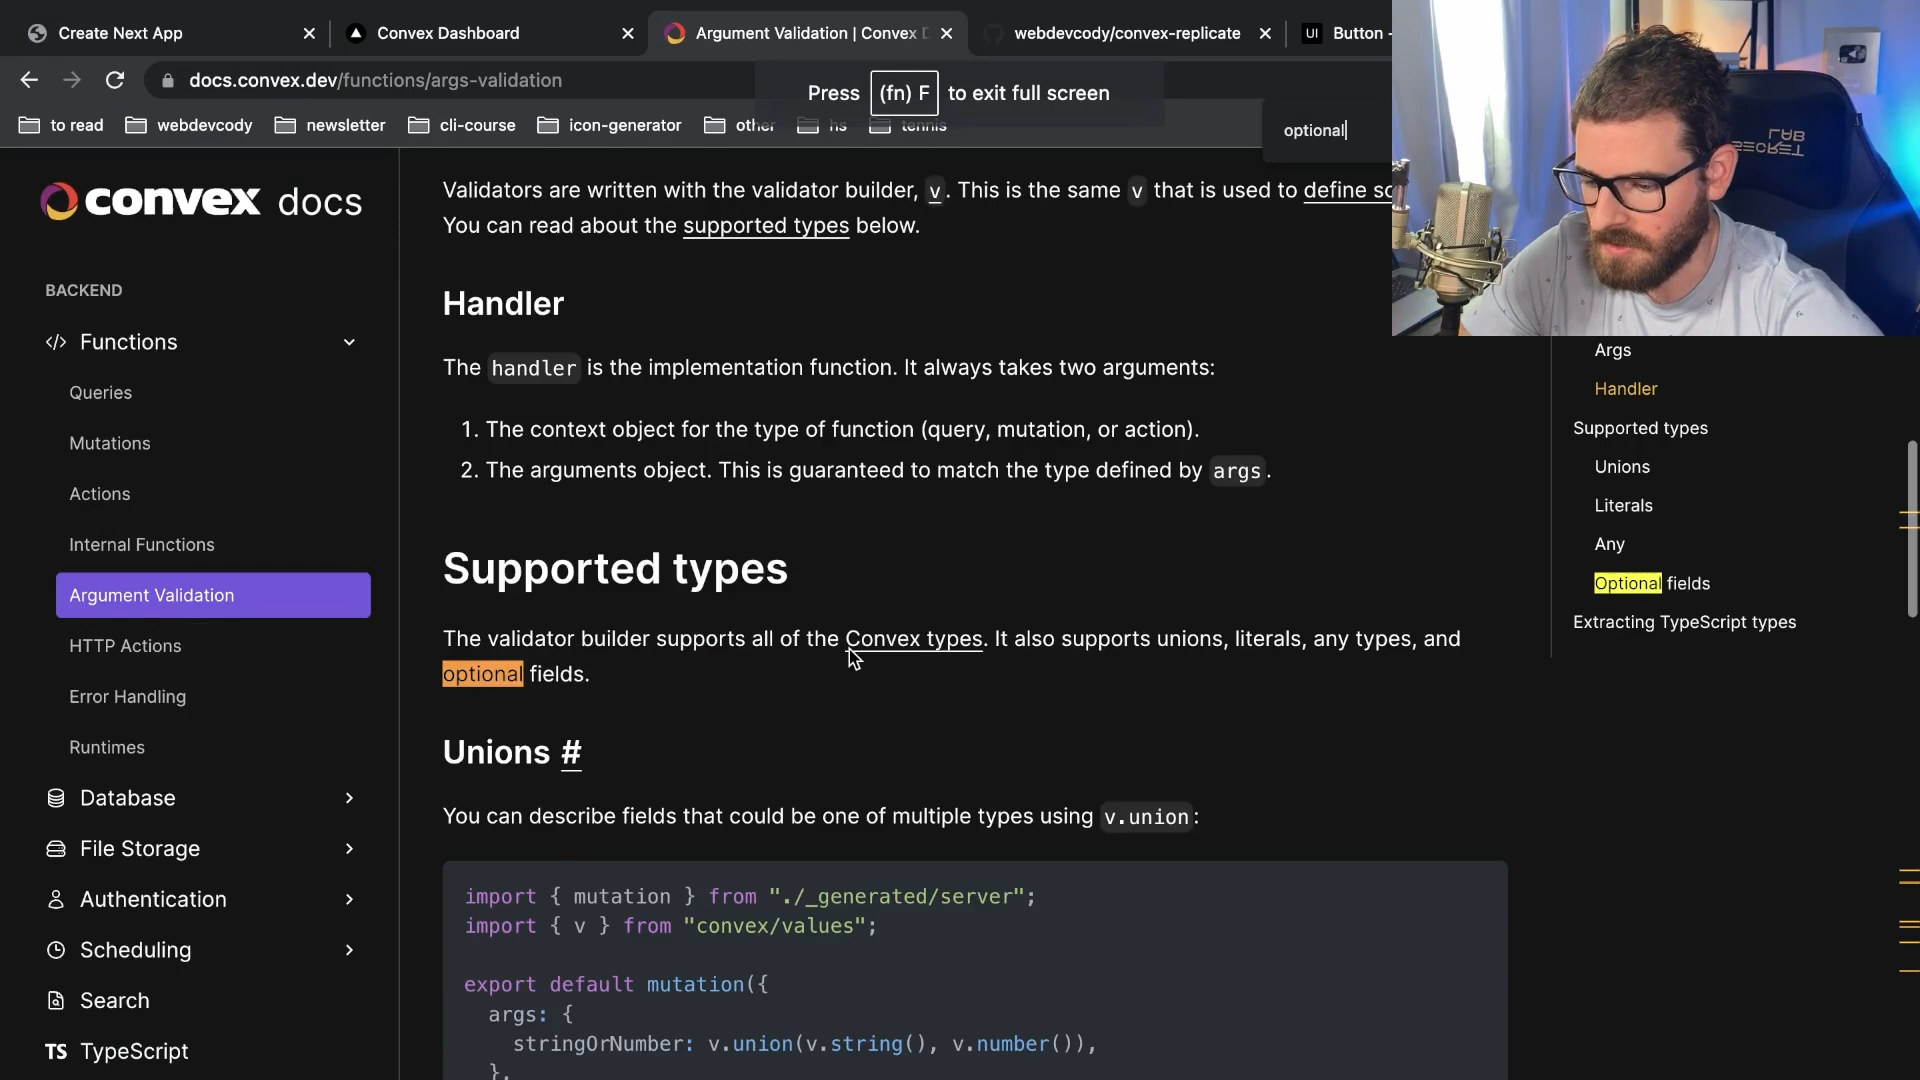 Create Next App
Convex Dashboard
Argument Validation | Convex D
webdevcody/convex-replicate
Button -
docs.convex.dev/functions/args-validation
Press (fn) F to exit full screen
to read
webdevcody
newsletter
cli-course
icon-generator
other
hs
tennis
optional
convex docs
BACKEND
Functions
Queries
Mutations
Actions
Internal Functions
Argument Validation
HTTP Actions
Error Handling
Runtimes
Database
File Storage
Authentication
Scheduling
Search
TS TypeScript
Validators are written with the validator builder, v. This is the same v that is used to define sc
You can read about the supported types below.
Handler
The handler is the implementation function. It always takes two arguments:
1. The context object for the type of function (query, mutation, or action).
2. The arguments object. This is guaranteed to match the type defined by args.
Supported types
The validator builder supports all of the Convex types. It also supports unions, literals, any types, and
optional fields.
Unions #
You can describe fields that could be one of multiple types using v.union:
import { mutation } from "./_generated/server";
import { v } from "convex/values";
export default mutation({
args: {
stringOrNumber: v.union(v.string(), v.number()),
},
Args
Handler
Supported types
Unions
Literals
Any
Optional fields
Extracting TypeScript types
SECRET
LAB